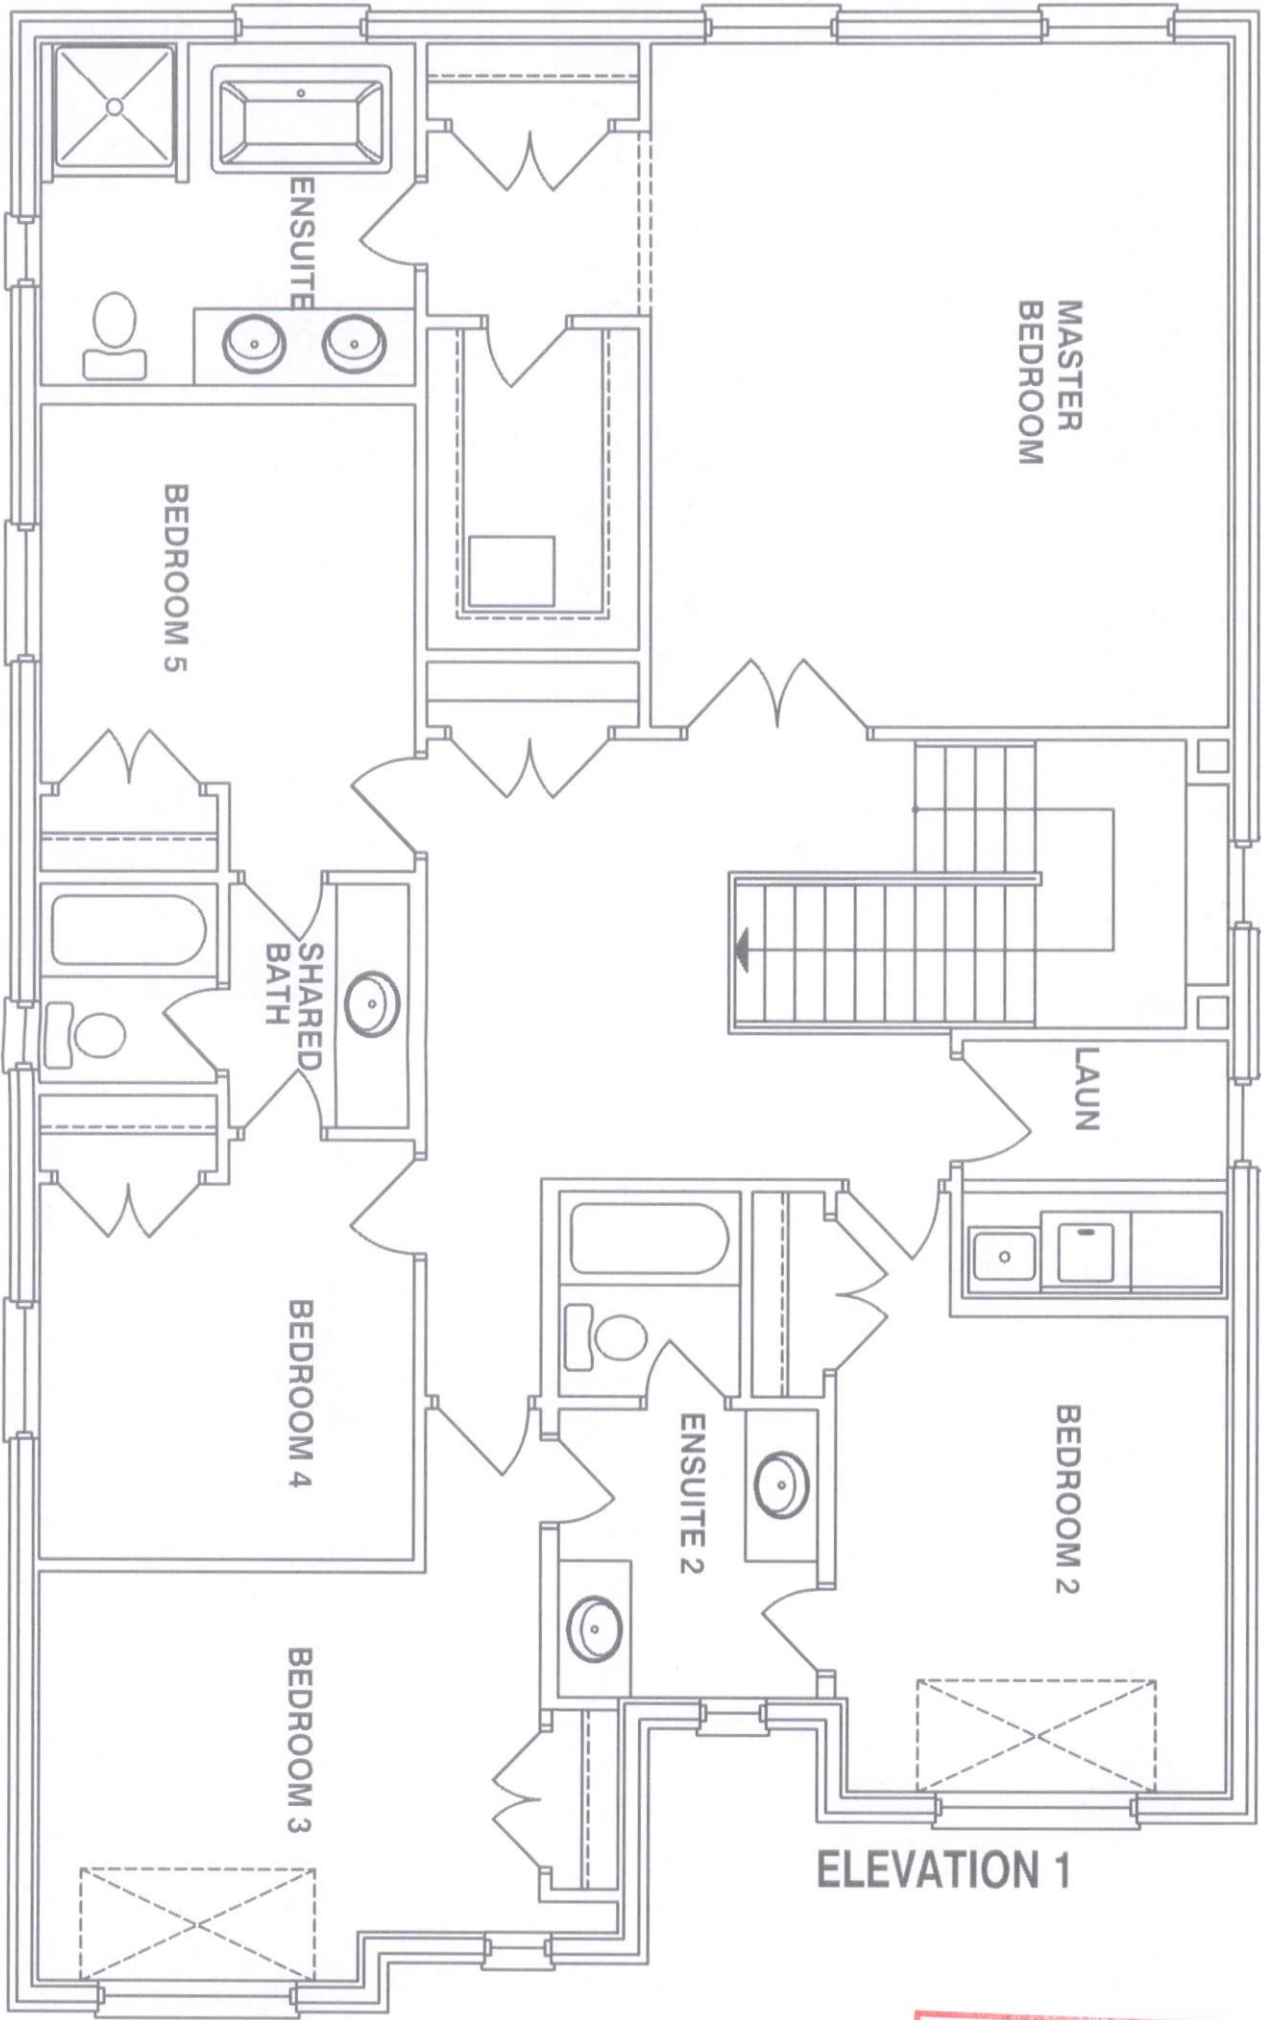 MASTER
BEDROOM
ENSUITE
BEDROOM 5
SHARED
BATH
LAUN
BEDROOM 4
ENSUITE 2
BEDROOM 2
BEDROOM 3
ELEVATION 1